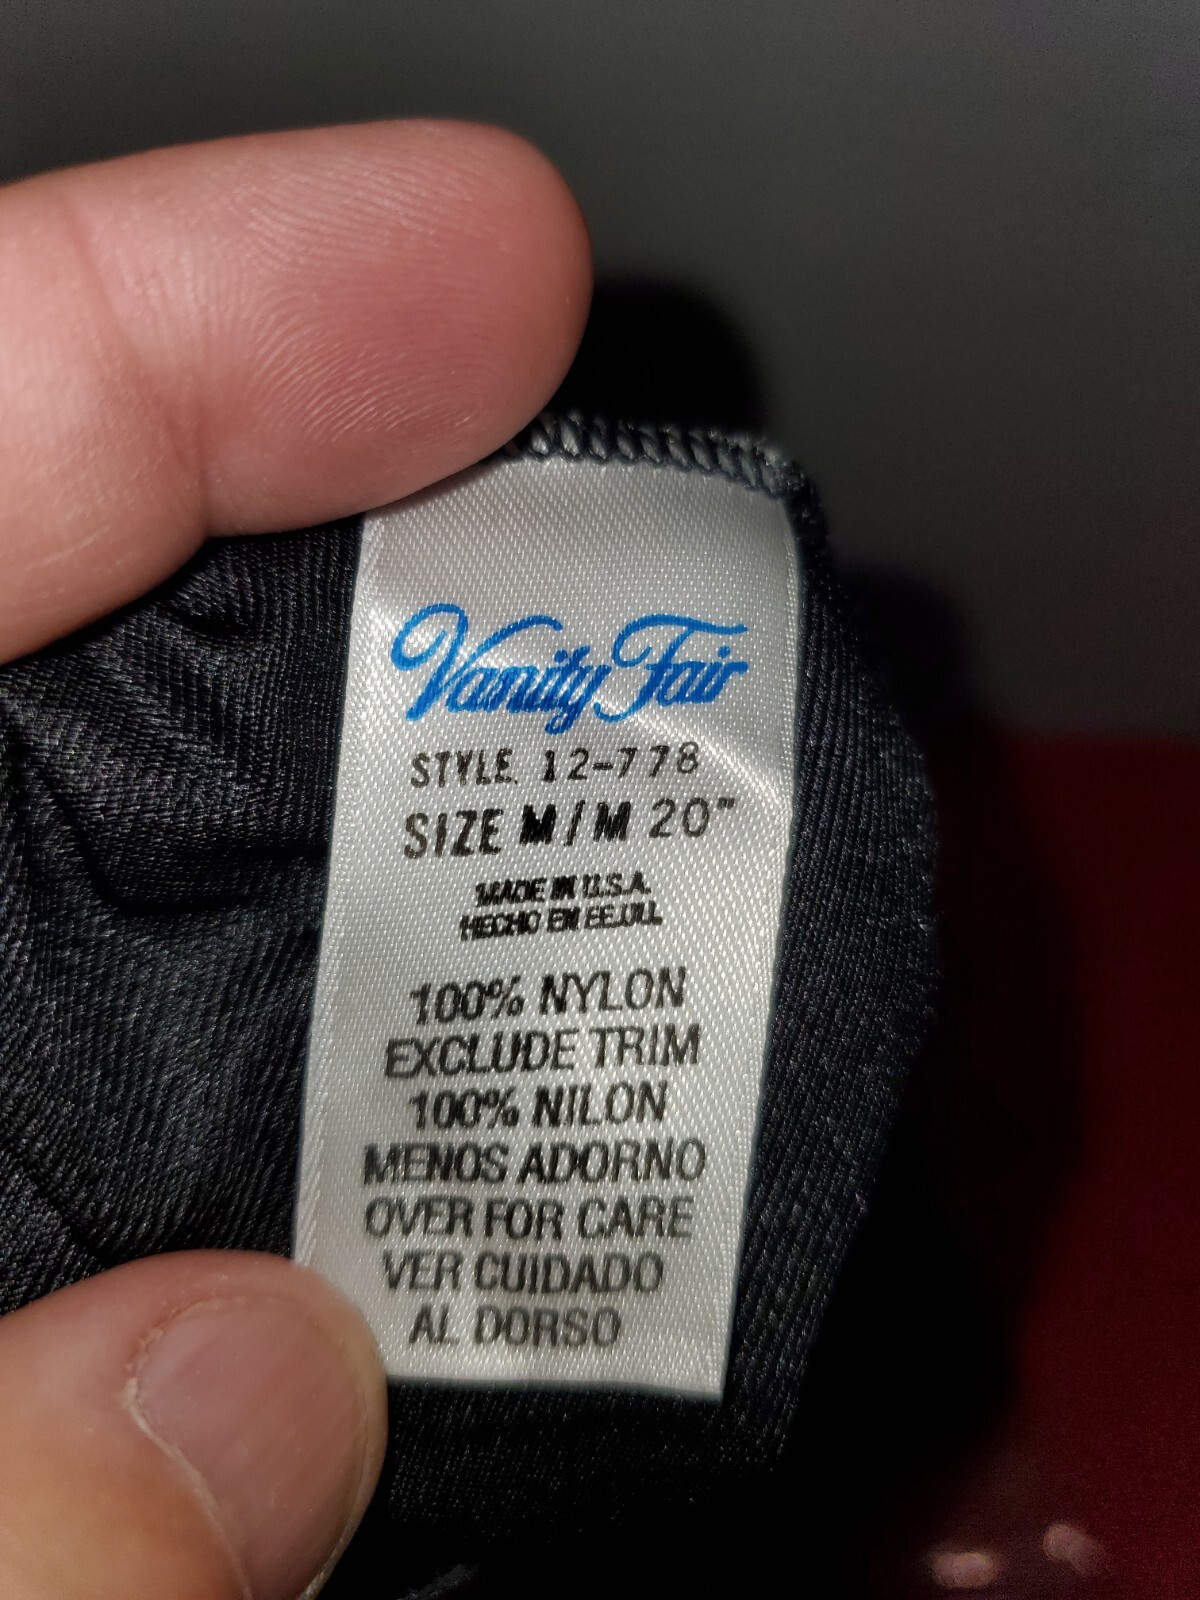 Vanity Fair
STYLE 12-778
SIZE M/M 20"
MADE IN U.S.A.
HECHO EN EE.UU.
100% NYLON
EXCLUDE TRIM
100% NILON
MENOS ADORNO
OVER FOR CARE
VER CUIDADO
AL DORSO